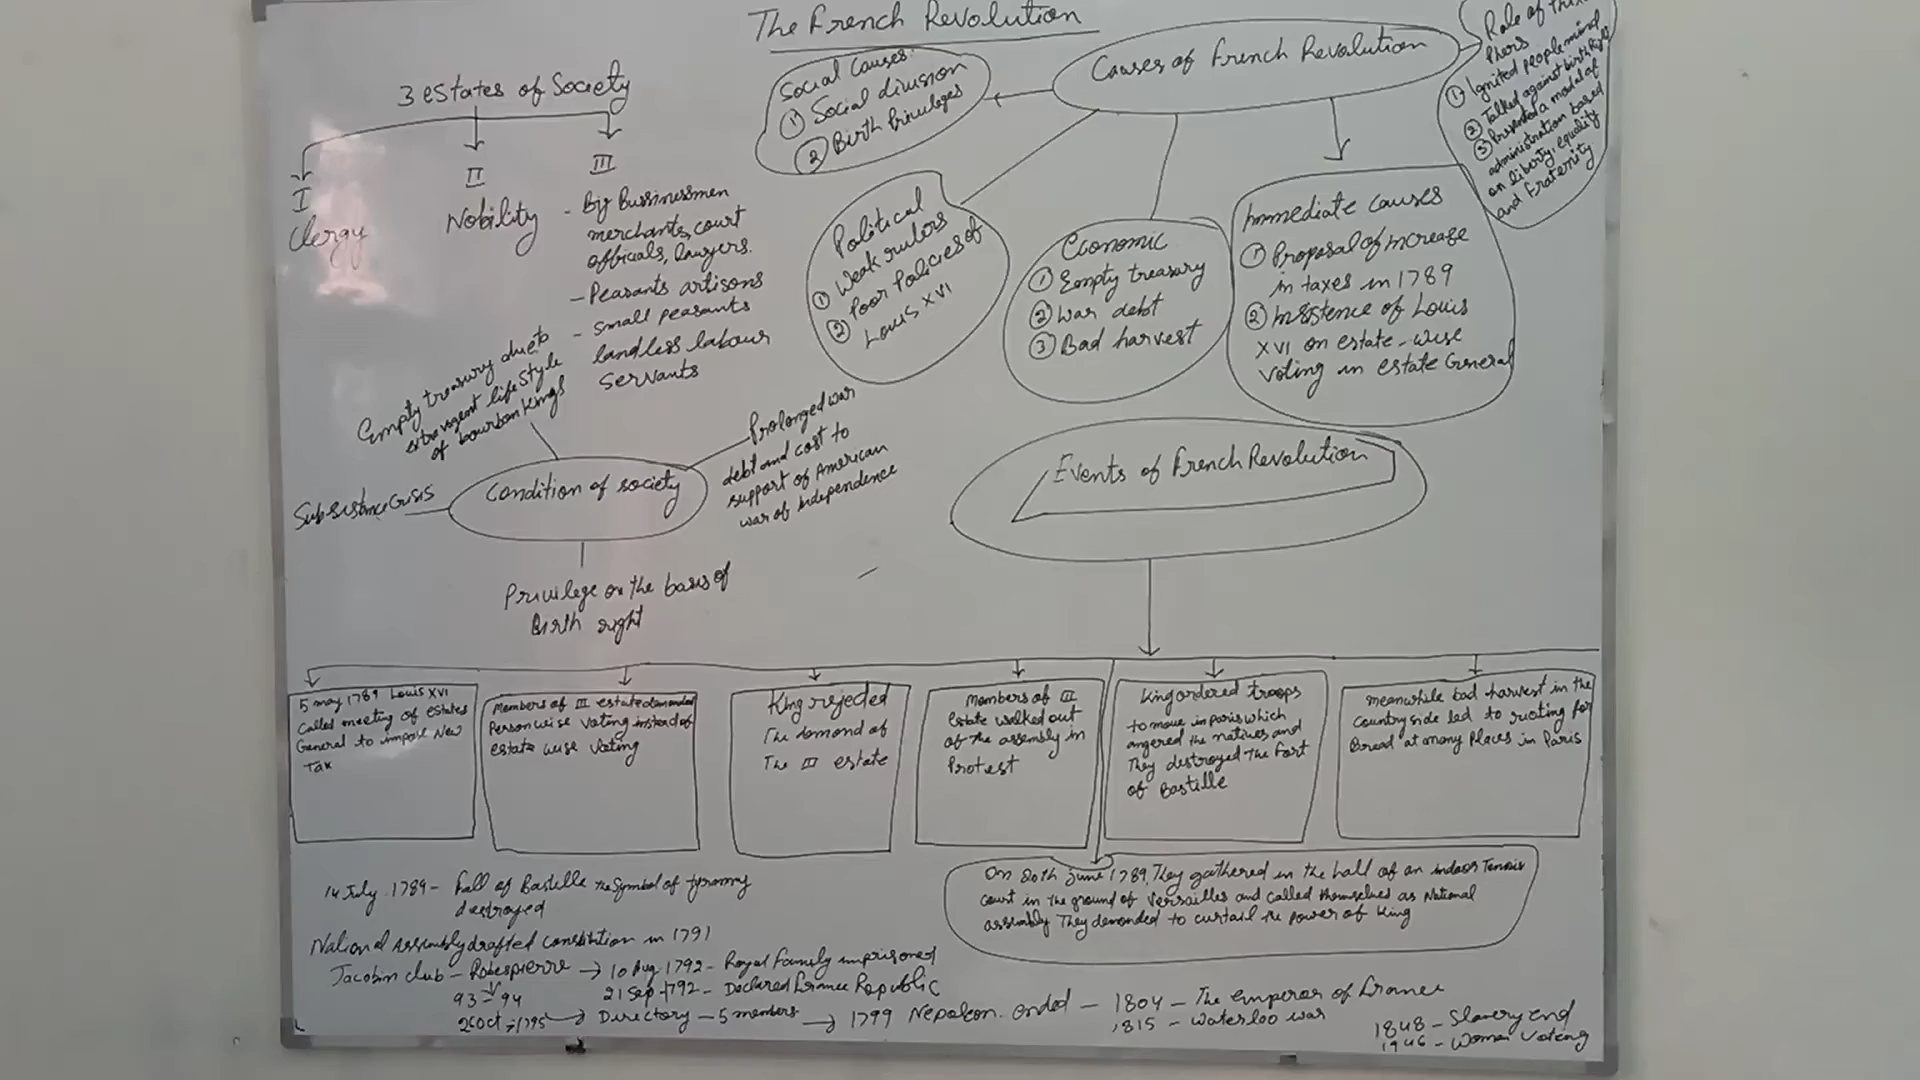 The French Revolution
3 estates of Society
I
Clergy
II
Nobility
III
- Big Bussinessmen
merchants, court
officials, lawyers.
- Peasants artisons
- Small peasants
landless labour
Servants
Causes of French Revolution
Social Causes:
① Social division
② Birth Privileges
Political
① Weak rulers
② Poor Policies of
Louis XVI
Economic
① Empty treasury
② War debt
③ Bad harvest
Immediate Causes
① Proposal of increase
in taxes in 1789
② Insistence of Louis
XVI on estate-wise
Voting in estate General
Role of
phers
① Ignited people mind
② Talked against birth Right
③ Presented a modal of
administration based
on liberty, equality
and Fraternity
Condition of society
Empty treasury due to
extravagent life style
of bourbon Kings
Prolonged war
debt and cost to
support of American
war of Independence
Subsistance Crisis
Privilege on the basis of
Birth right
Events of French Revolution
5 may 1789 Louis XVI
Called meeting of estates
General to impose New
Tax
Members of III estate demanded
Person wise Voting instead of
estate wise Voting
King rejected
The demand of
The III estate
Members of III
Estate walked out
of the assembly in
Protest
King ordered troops
to move in paris which
angered the natives and
They destroyed The Fort
of Bastille
Meanwhile bad harvest in the
Country side led to rioting for
Bread at many Places in Paris
On 20th June 1789, They gathered in the hall of an indoor Tennis
court in the ground of Versailles and called themselves as National
assembly They demanded to curtail the power of King
14 July 1789 - Fall of Bastille the Symbol of tyranny
destroyed
National Assembly drafted constitution in 1791
Jacobin club - Robespierre → 10 Aug 1792 - Royal Family imprisoned
93 - 94
21 Sep 1792 - Declared France Republic
26 Oct 1795 → Directory - 5 members → 1799 Nepoleon. ended - 1804 - The emperor of France
1815 - Waterloo war
1848 - Slavery end
1946 - Women Voting